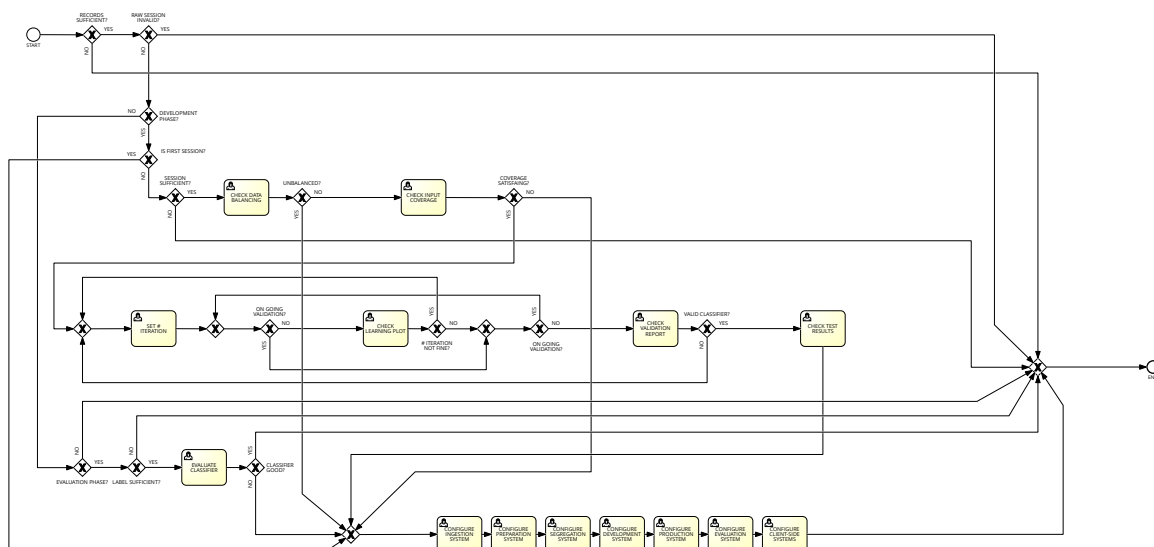 RECORDS
SUFFICIENT?
RAW SESSION
INVALID?
YES
YES
START
NO
NO
NO
DEVELOPMENT
PHASE?
YES
YES
IS FIRST SESSION?
NO
SESSION
SUFFICIENT?
YES
NO
CHECK DATA
BALANCING
UNBALANCED?
NO
YES
CHECK INPUT
COVERAGE
COVERAGE
SATISFAING?
NO
YES
SET #
ITERATION
ON GOING
VALIDATION?
NO
YES
CHECK
LEARNING PLOT
YES
NO
# ITERATION
NOT FINE?
YES
NO
ON GOING
VALIDATION?
CHECK
VALIDATION
REPORT
VALID CLASSIFIER?
YES
NO
CHECK TEST
RESULTS
EN
NO
YES
EVALUATION PHASE?
NO
YES
LABEL SUFFICIENT?
EVALUATE
CLASSIFIER
YES
CLASSIFIER
GOOD?
NO
CONFIGURE
INGESTION
SYSTEM
CONFIGURE
PREPARATION
SYSTEM
CONFIGURE
SEGREGATION
SYSTEM
CONFIGURE
DEVELOPMENT
SYSTEM
CONFIGURE
PRODUCTION
SYSTEM
CONFIGURE
EVALUATION
SYSTEM
CONFIGURE
CLIENT-SIDE
SYSTEMS